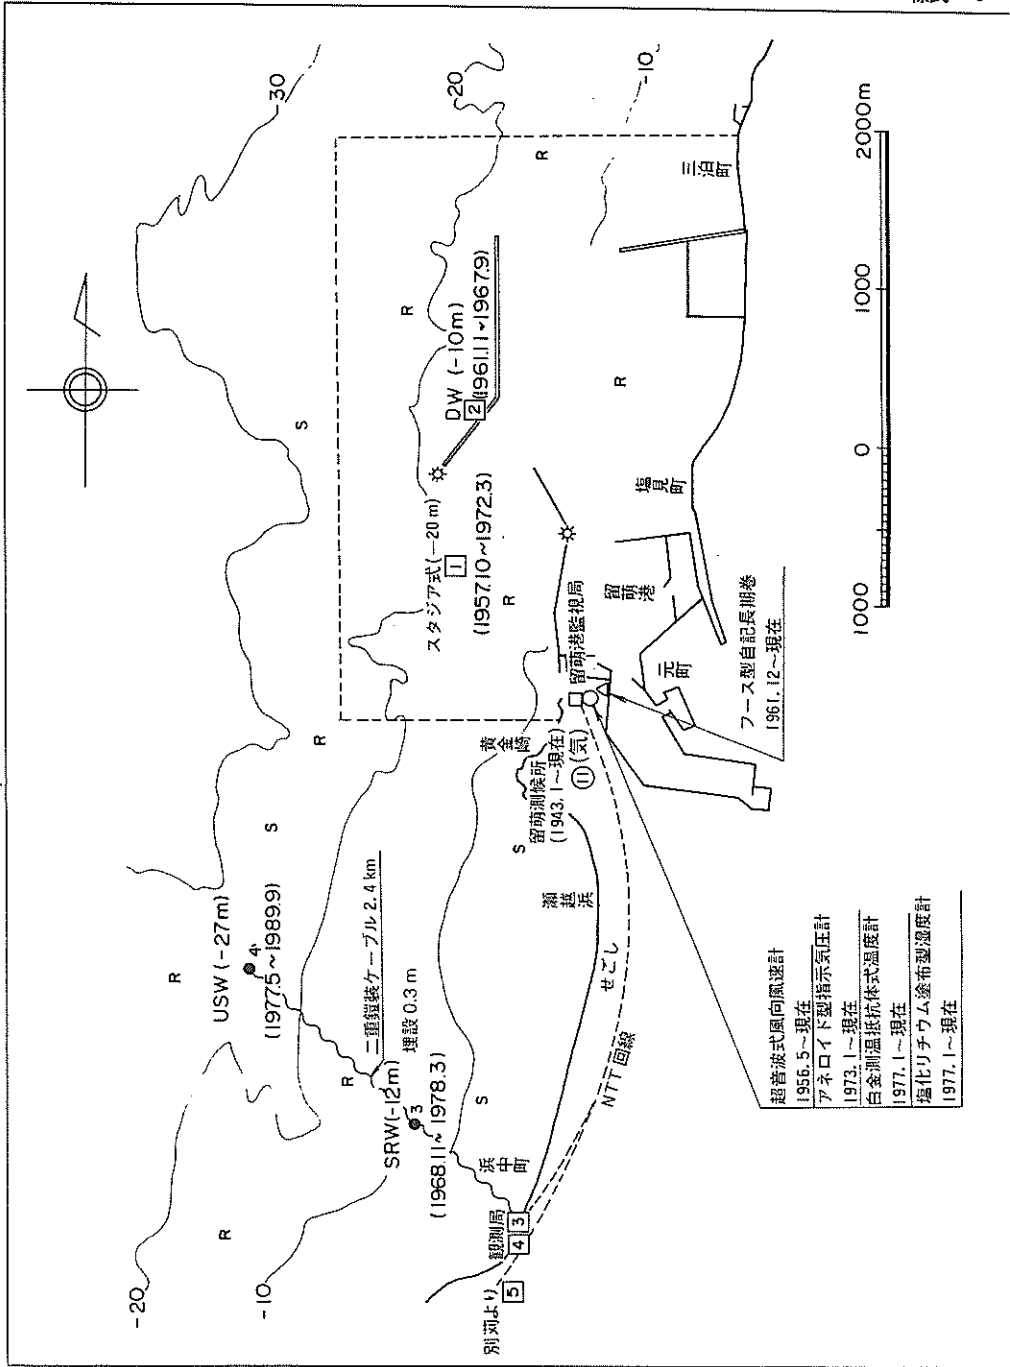 -20
-10
USW (-27m)
4'
(1977.5~1989.9)
二重鎧装ケーブル 2.4 km
埋設 0.3 m
SRW(-12m)
3
(1968.11~1978.3)
浜中町
観測局
4
3
別苅より
5
R
R
R
R
S
S
S
S
-30
-20
-10
スタジア式(-20m)
1
(1957.10~1972.3)
R
DW (-10m)
2
(1961.11~1967.9)
R
R
R
黄金崎
留萌測候所
(1943.1~現在)
11
(気)
留萌港監視局
瀬越浜
せごし
NTT回線
元町
留萌港
塩見町
三泊町
フース型自記長期巻
1961.12~現在
超音波式風向風速計
1956.5~現在
アネロイド型指示気圧計
1973.1~現在
白金測温抵抗体式温度計
1977.1~現在
塩化リチウム塗布型湿度計
1977.1~現在
1000
0
1000
2000m